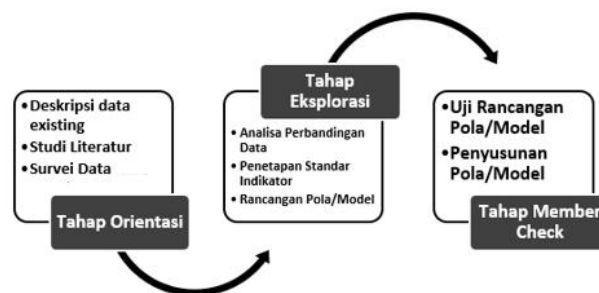 •Deskripsi data
existing
•Studi Literatur
•Survei Data
Tahap Orientasi
Tahap
Eksplorasi
• Analisa Perbandingan
Data
• Penetapan Standar
Indikator
• Rancangan Pola/Model
•Uji Rancangan
Pola/Model
•Penyusunan
Pola/Model
Tahap Member
Check